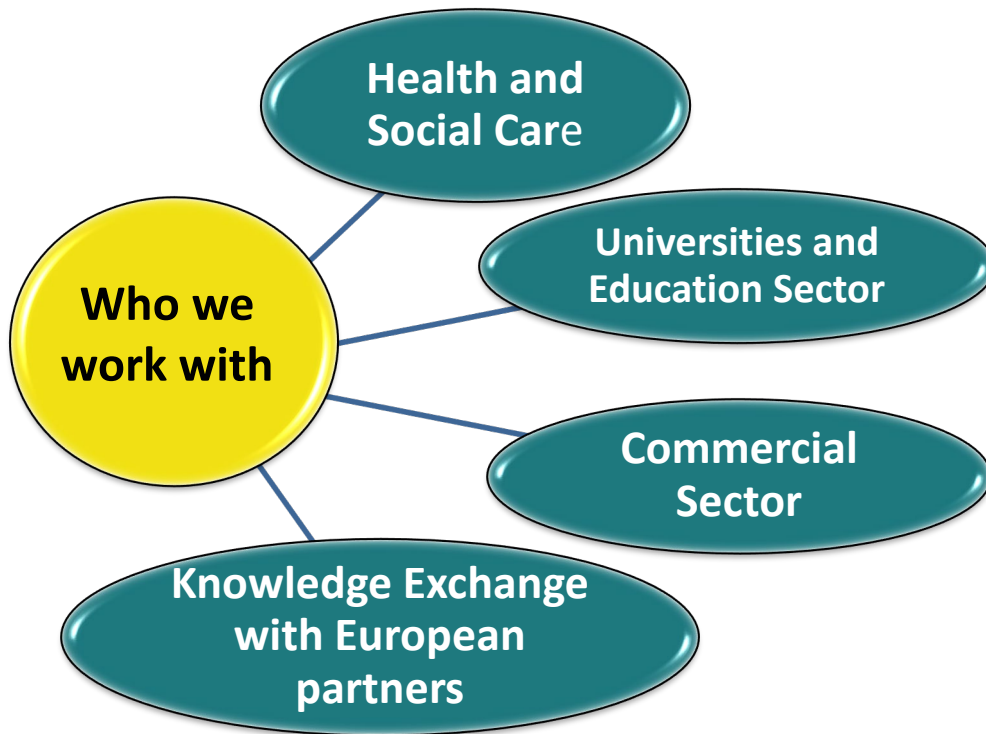 Health and
Social Care
Universities and
Education Sector
Who we
work with
Commercial
Sector
Knowledge Exchange
with European
partners